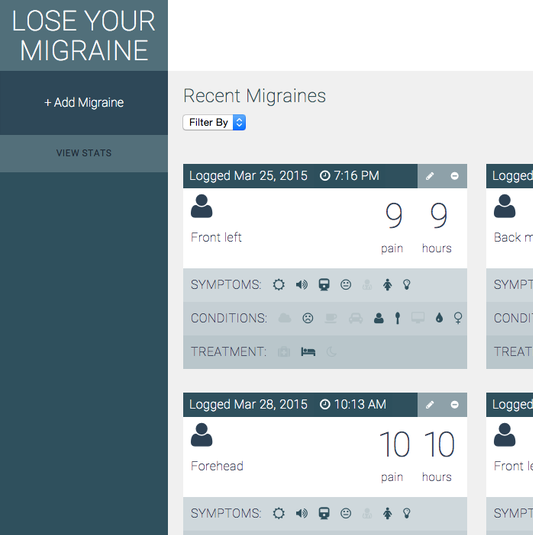 LOSE YOUR
MIGRAINE
+ Add Migraine
VIEW STATS
Recent Migraines
Filter By
Logged Mar 25, 2015 7:16 PM
Front left
9 9
pain hours
SYMPTOMS:
CONDITIONS:
TREATMENT:
Logged
Back m
SYMPT
CONDI
TREAT
Logged Mar 28, 2015 10:13 AM
Forehead
10 10
pain hours
SYMPTOMS:
Logged
Front le
SYMPT